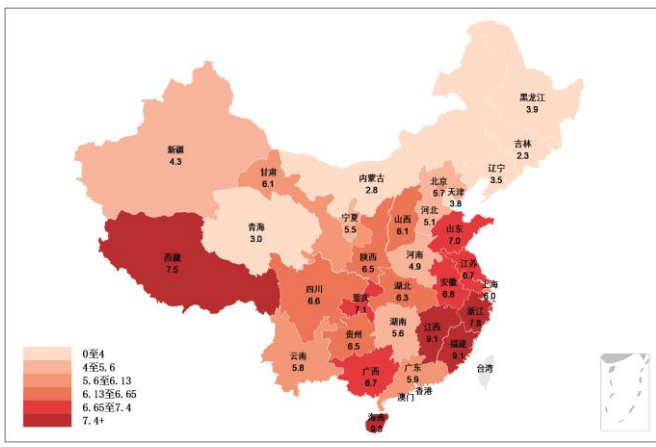 黑龙江
3.9
吉林
2.3
辽宁
3.5
新疆
4.3
甘肃
6.1
内蒙古
2.8
北京
5.7
天津
3.8
河北
5.1
宁夏
5.5
山西
6.1
青海
3.0
山东
7.0
西藏
7.5
陕西
6.5
河南
4.9
江苏
6.7
安徽
6.8
上海
6.0
四川
6.6
重庆
7.1
湖北
6.3
浙江
7.8
湖南
5.6
江西
9.1
贵州
6.5
福建
9.1
云南
5.8
广西
6.7
广东
5.9
台湾
香港
澳门
海南
9.3
0至4
4至5.6
5.6至6.13
6.13至6.65
6.65至7.4
7.4+